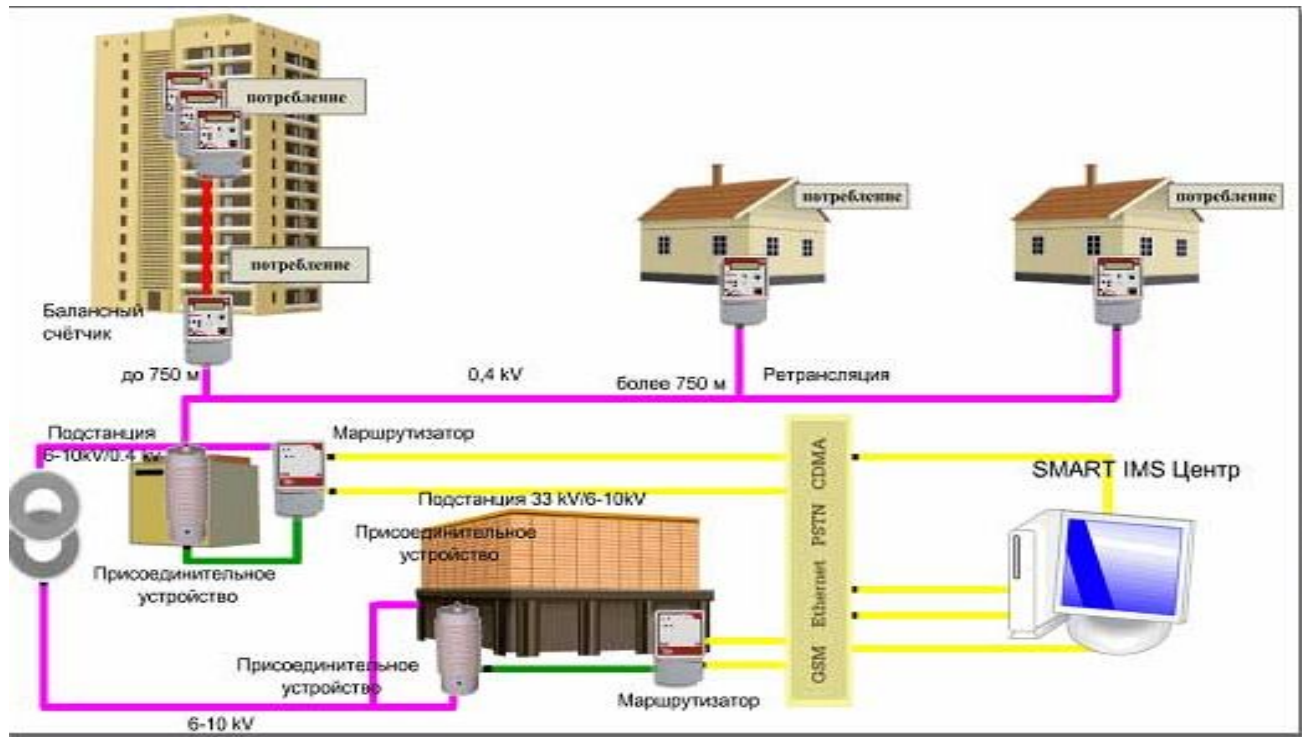 потребление
потребление
потребление
потребление
Балансный
счётчик
до 750 м
0,4 kV
более 750 м
Ретрансляция
Подстанция
6-10kV/0.4 kv
Маршрутизатор
SMART IMS Центр
Подстанция 33 kV/6-10kV
Присоединительное
устройство
Присоединительное
устройство
GSM Ethernet PSTN CDMA
Присоединительное
устройство
Маршрутизатор
6-10 kV